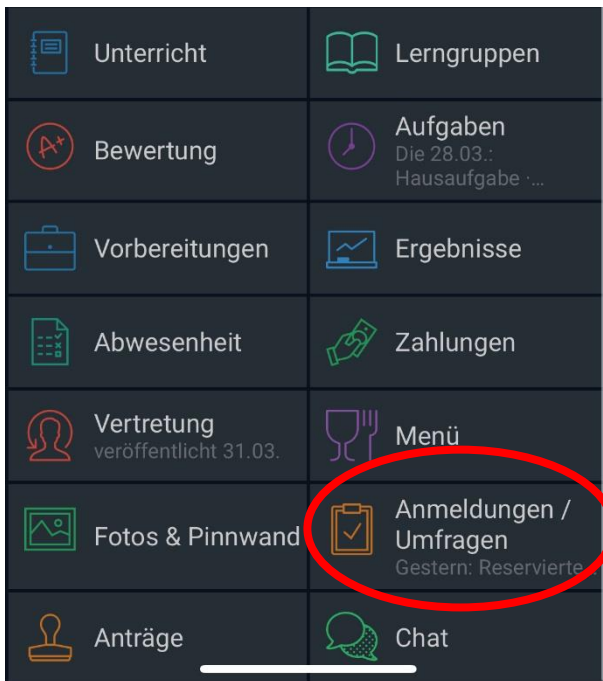 Unterricht
Lerngruppen
A+
Bewertung
Aufgaben
Die 28.03.:
Hausaufgabe ·...
Vorbereitungen
Ergebnisse
Abwesenheit
Zahlungen
Vertretung
veröffentlicht 31.03.
Menü
Fotos & Pinnwand
Anmeldungen /
Umfragen
Gestern: Reservierte...
Anträge
Chat